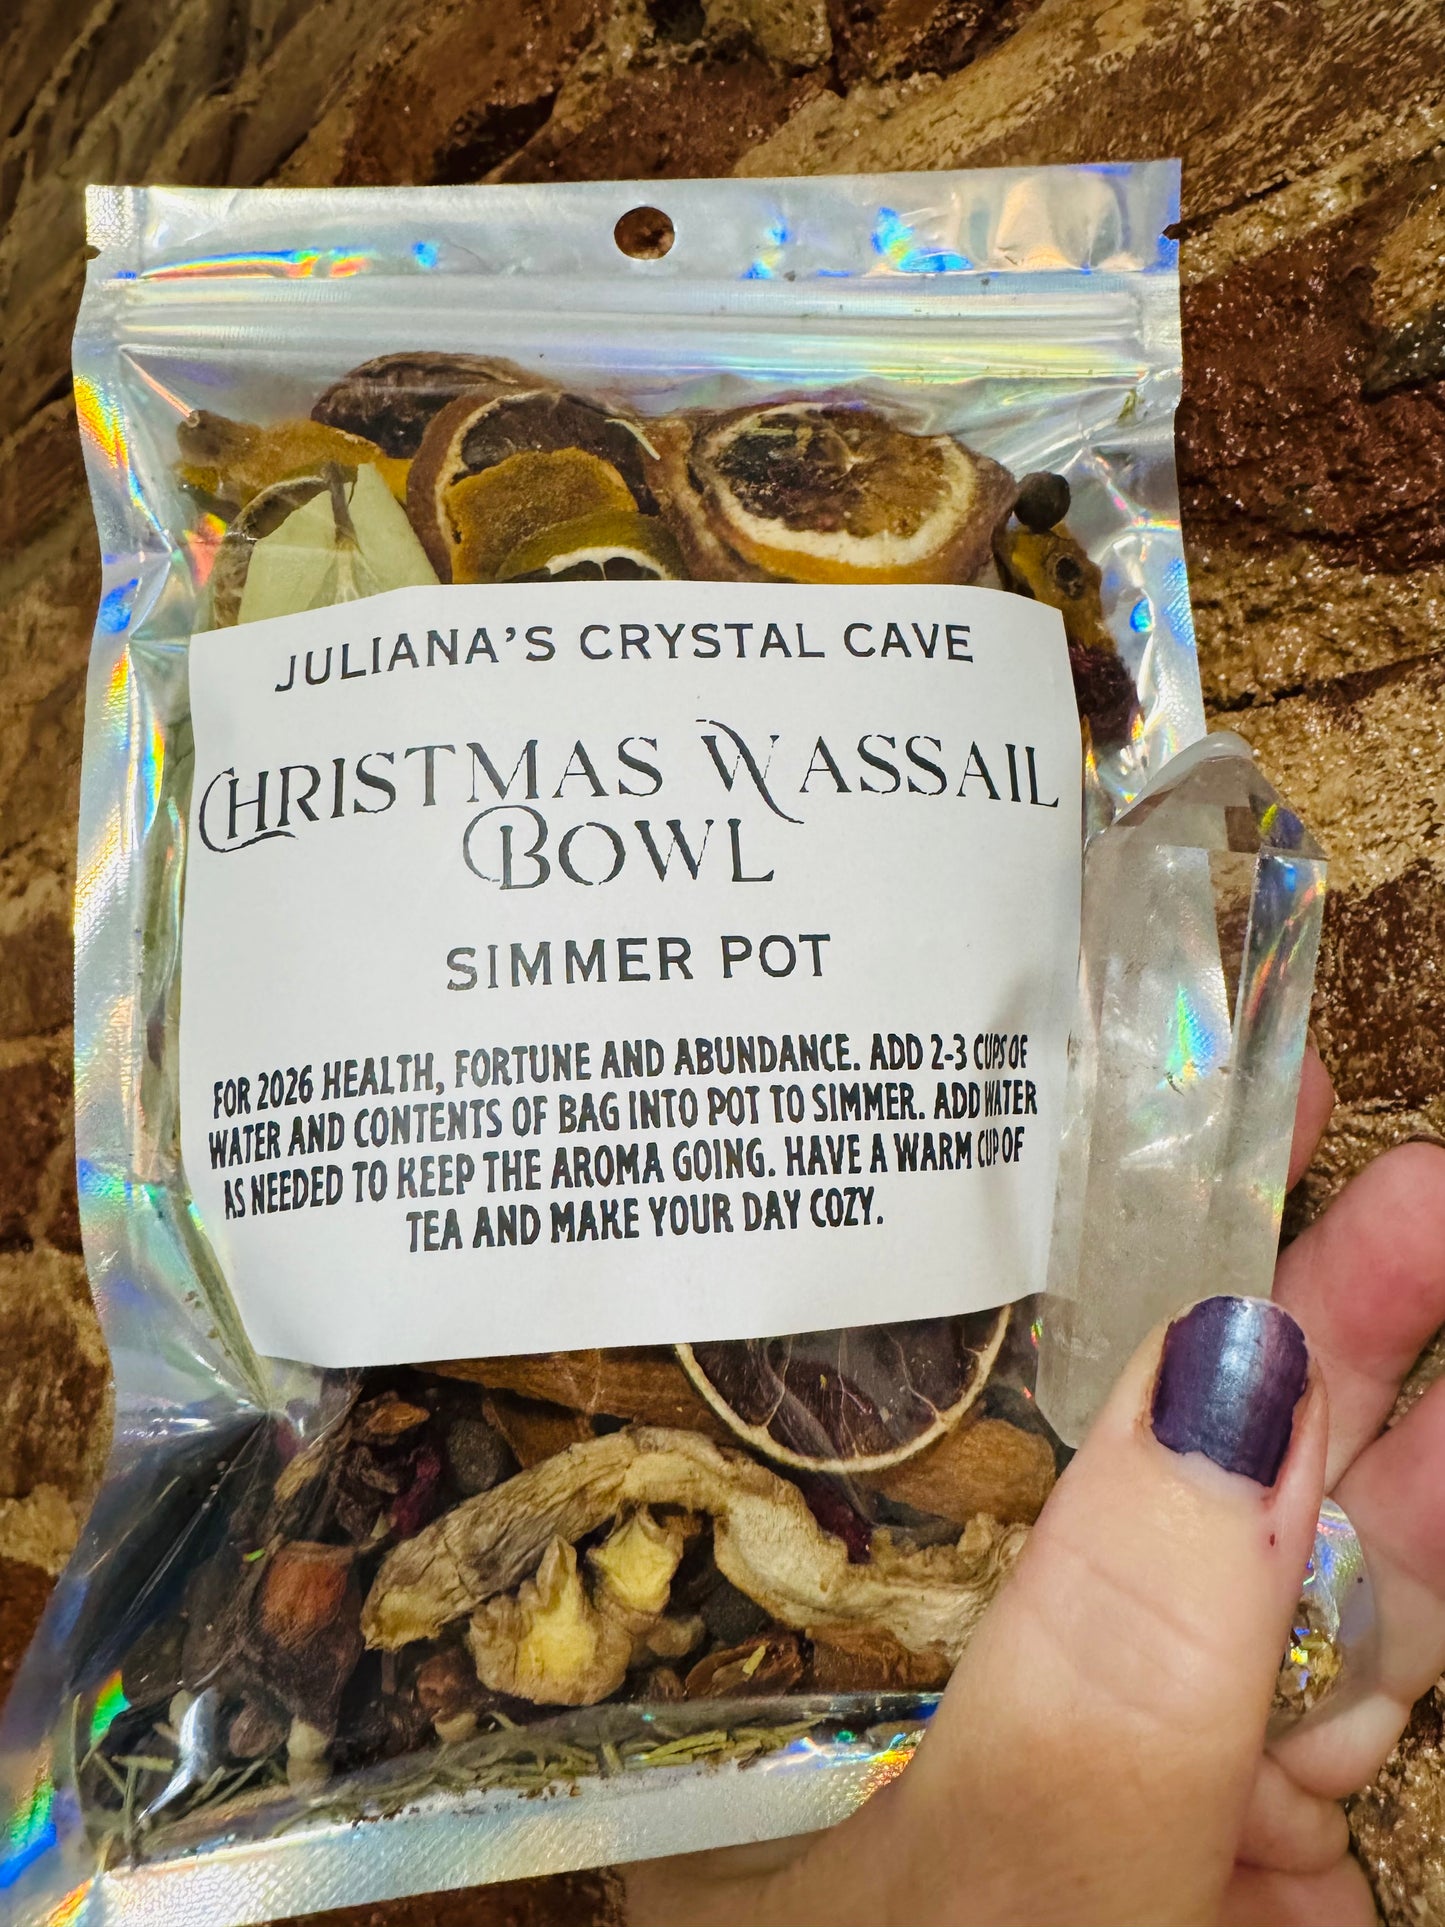 JULIANA'S CRYSTAL CAVE
CHRISTMAS WASSAIL
BOWL
SIMMER POT
FOR 2026 HEALTH, FORTUNE AND ABUNDANCE. ADD 2-3 CUPS OF
WATER AND CONTENTS OF BAG INTO POT TO SIMMER. ADD WATER
AS NEEDED TO KEEP THE AROMA GOING. HAVE A WARM CUP OF
TEA AND MAKE YOUR DAY COZY.